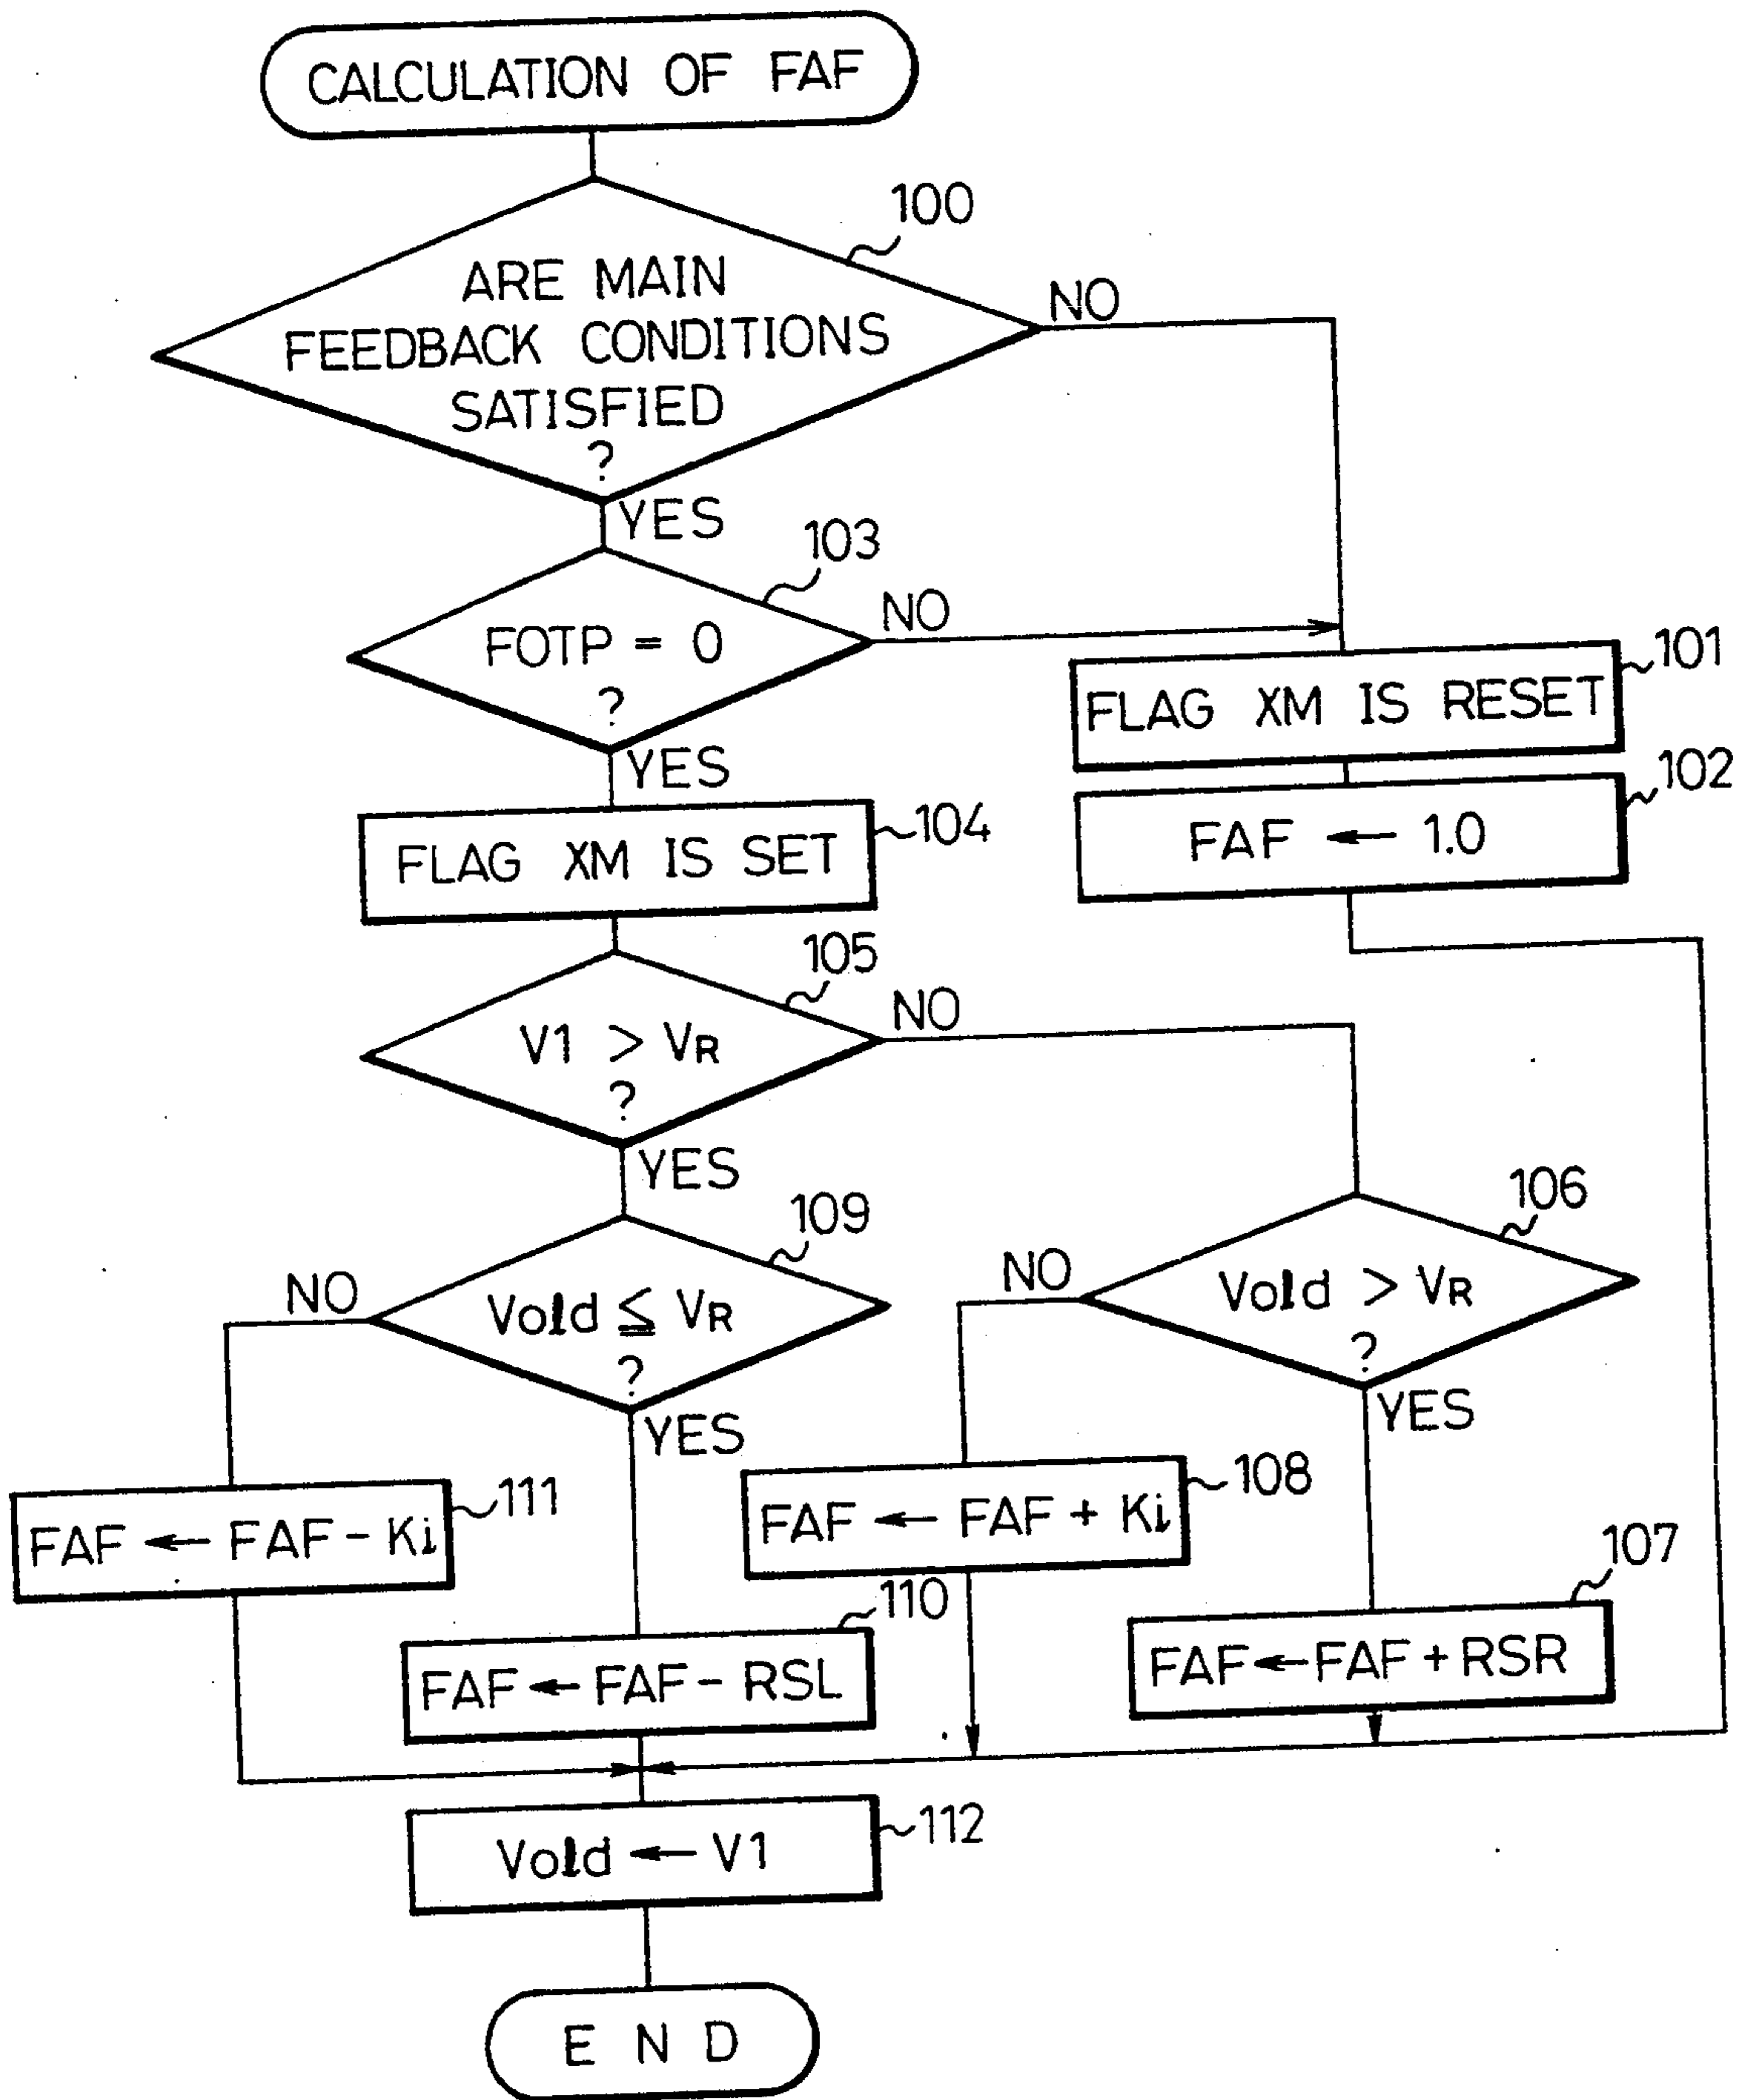 CALCULATION OF FAF
100
ARE MAIN
FEEDBACK CONDITIONS
SATISFIED
?
NO
YES
103
FOTP = 0
?
NO
YES
101
FLAG XM IS RESET
102
FAF ← 1.0
104
FLAG XM IS SET
105
V1 > VR
?
NO
YES
109
Vold ≦ VR
?
NO
YES
106
Vold > VR
?
NO
YES
111
FAF ← FAF - Ki
108
FAF ← FAF + Ki
110
FAF ← FAF - RSL
107
FAF ← FAF + RSR
112
Vold ← V1
END